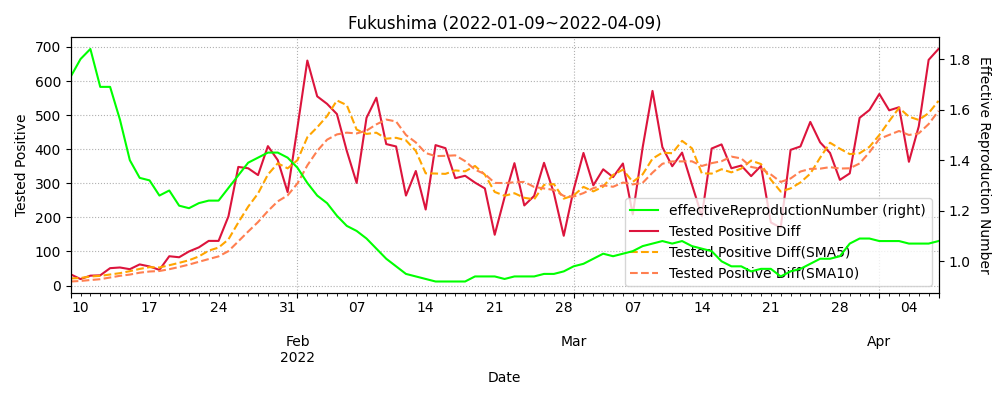 Fukushima (2022-01-09~2022-04-09)
Tested Positive
700
600
500
400
300
200
100
0
1.8
1.6
1.4
1.2
1.0
Effective Reproduction Number
effectiveReproductionNumber (right)
Tested Positive Diff
Tested Positive Diff(SMA5)
Tested Positive Diff(SMA10)
10 17 24 31 07 14 21 28 07 14 21 28 04
Feb Mar Apr
2022
Date